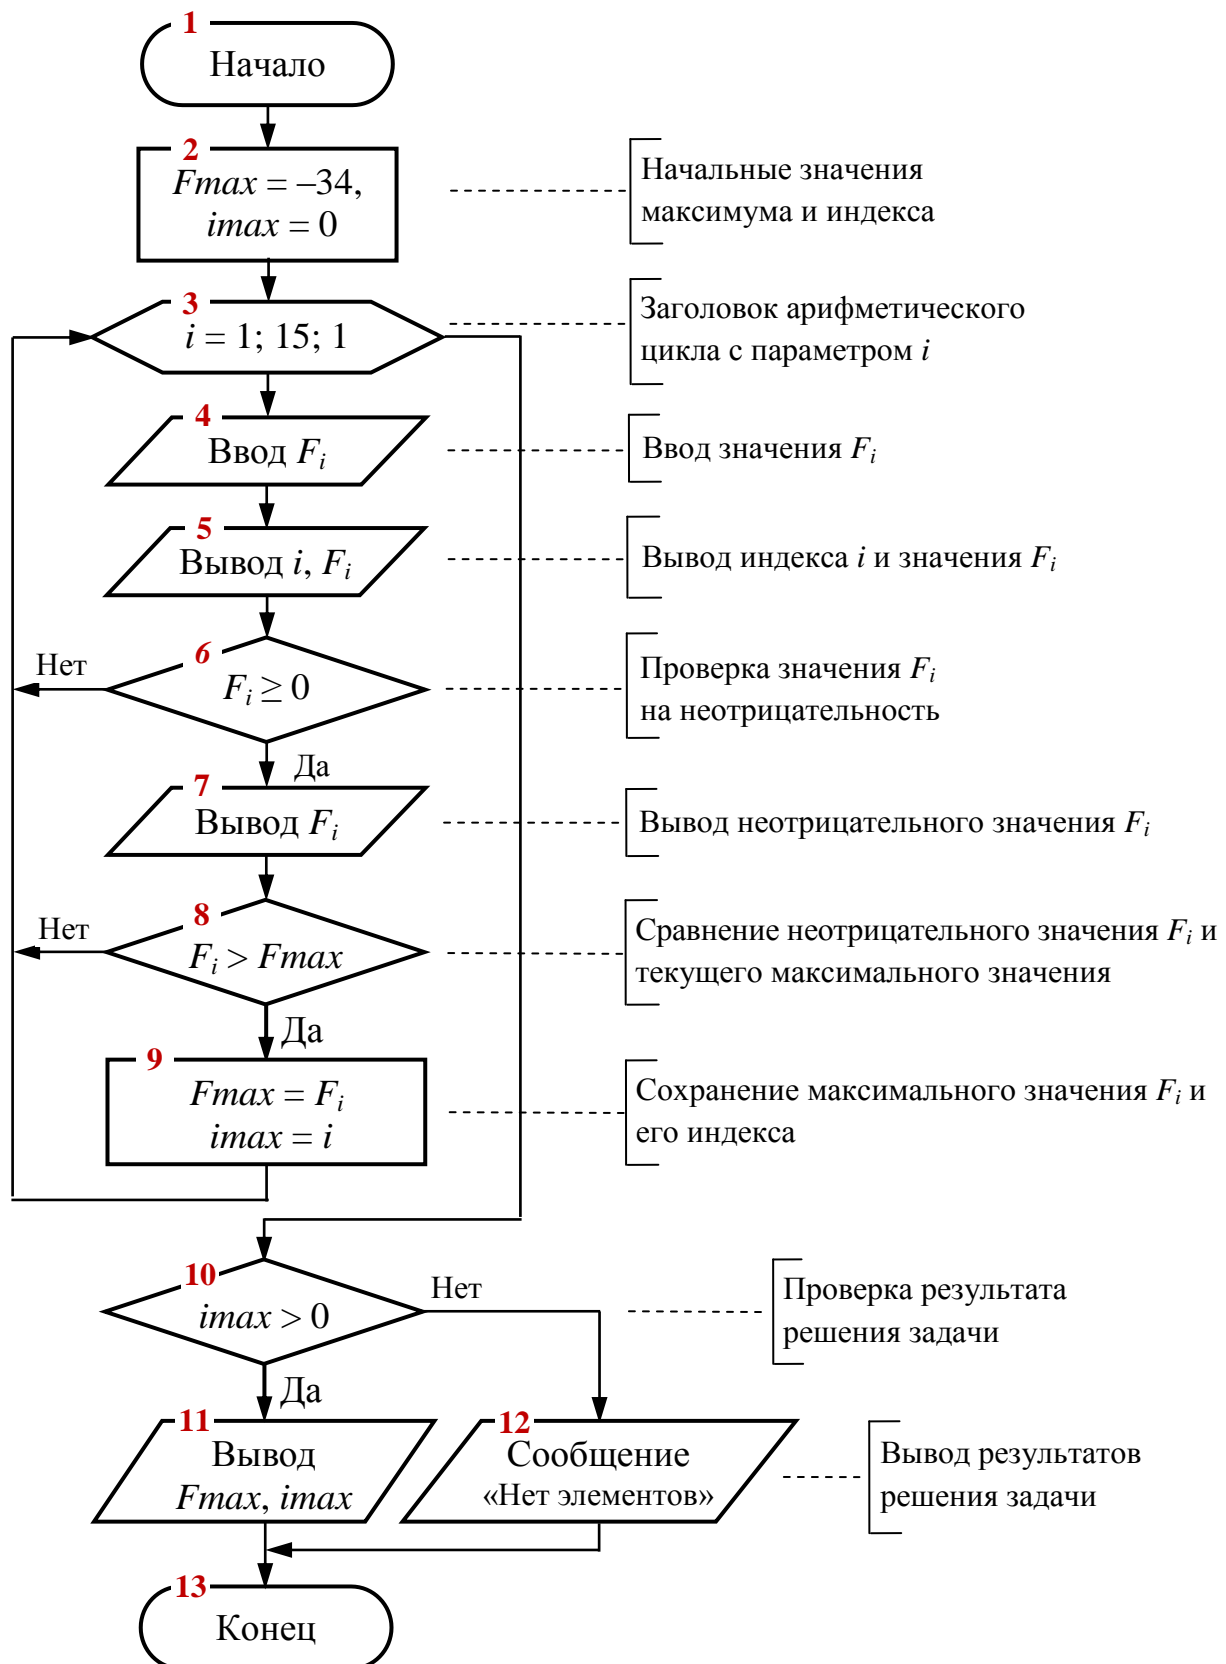 1
Начало
2
Fmax = –34,
imax = 0
Начальные значения
максимума и индекса
3
i = 1; 15; 1
Заголовок арифметического
цикла с параметром i
4
Ввод Fi
Ввод значения Fi
5
Вывод i, Fi
Вывод индекса i и значения Fi
6
Нет
Fi ≥ 0
Проверка значения Fi
на неотрицательность
Да
7
Вывод Fi
Вывод неотрицательного значения Fi
8
Нет
Fi > Fmax
Сравнение неотрицательного значения Fi и
текущего максимального значения
Да
9
Fmax = Fi
imax = i
Сохранение максимального значения Fi и
его индекса
10
Нет
imax > 0
Проверка результата
решения задачи
Да
11
Вывод
Fmax, imax
12
Сообщение
«Нет элементов»
Вывод результатов
решения задачи
13
Конец